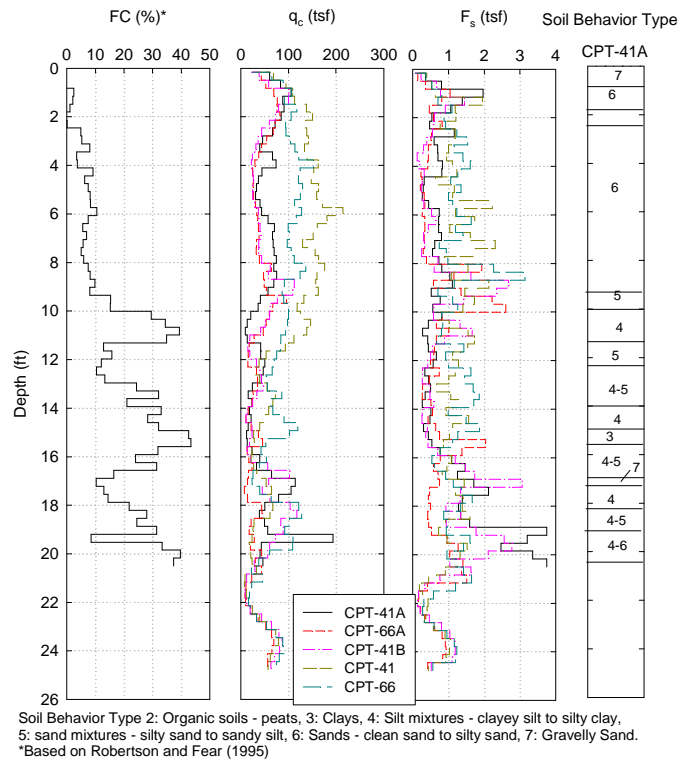 FC (%)*
q_c (tsf)
F_s (tsf)
Soil Behavior Type
CPT-41A
0 10 20 30 40 50
0 100 200 300
0 1 2 3 4
Depth (ft)
0
2
4
6
8
10
12
14
16
18
20
22
24
26
7
6
6
5
4
5
4-5
4
3
4-5
7
4
4-5
4-6
CPT-41A
CPT-66A
CPT-41B
CPT-41
CPT-66
Soil Behavior Type 2: Organic soils - peats, 3: Clays, 4: Silt mixtures - clayey silt to silty clay,
5: sand mixtures - silty sand to sandy silt, 6: Sands - clean sand to silty sand, 7: Gravelly Sand.
*Based on Robertson and Fear (1995)